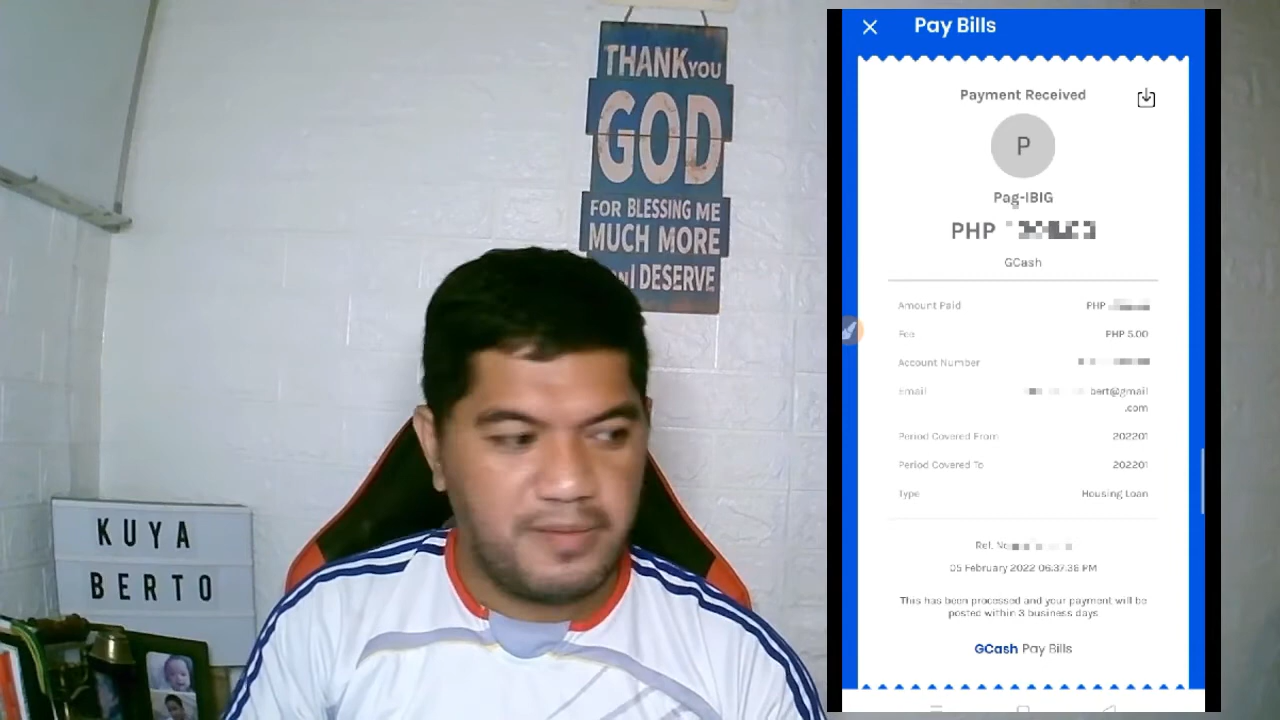 THANK YOU
GOD
FOR BLESSING ME
MUCH MORE
I DESERVE
KUYA
BERTO
Pay Bills
Payment Received
P
Pag-IBIG
PHP
GCash
Amount Paid PHP
Fee PHP 5.00
Account Number
Email bert@gmail
.com
Period Covered From 202201
Period Covered To 202201
Type Housing Loan
Ref. No
05 February 2022 06:37:36 PM
This has been processed and your payment will be
posted within 3 business days
GCash Pay Bills